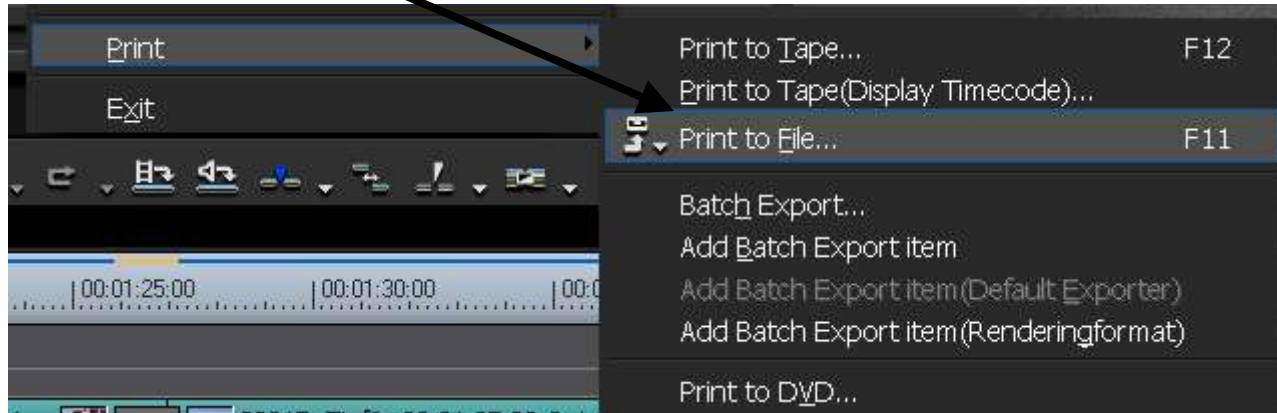 Print
Exit
Print to Tape... F12
Print to Tape(Display Timecode)...
Print to File... F11
Batch Export...
Add Batch Export item
Add Batch Export item(Default Exporter)
Add Batch Export item(Renderingformat)
Print to DVD...
00:01:25:00 00:01:30:00